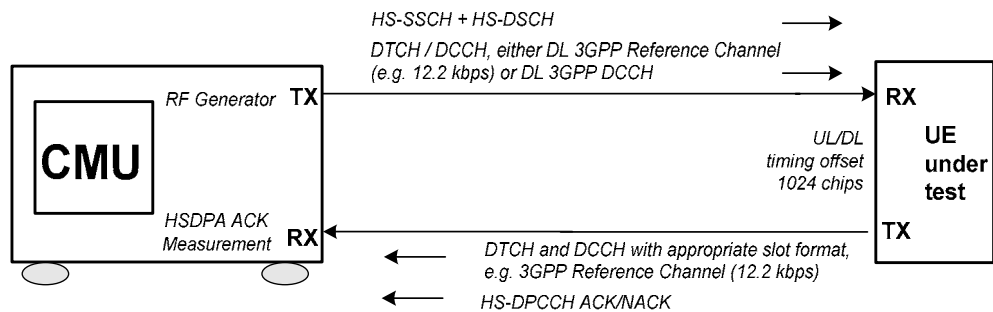 HS-SSCH + HS-DSCH
DTCH / DCCH, either DL 3GPP Reference Channel
(e.g. 12.2 kbps) or DL 3GPP DCCH
RF Generator TX
RX
CMU
UL/DL
timing offset
1024 chips
UE
under
test
HSDPA ACK
Measurement RX
TX
DTCH and DCCH with appropriate slot format,
e.g. 3GPP Reference Channel (12.2 kbps)
HS-DPCCH ACK/NACK